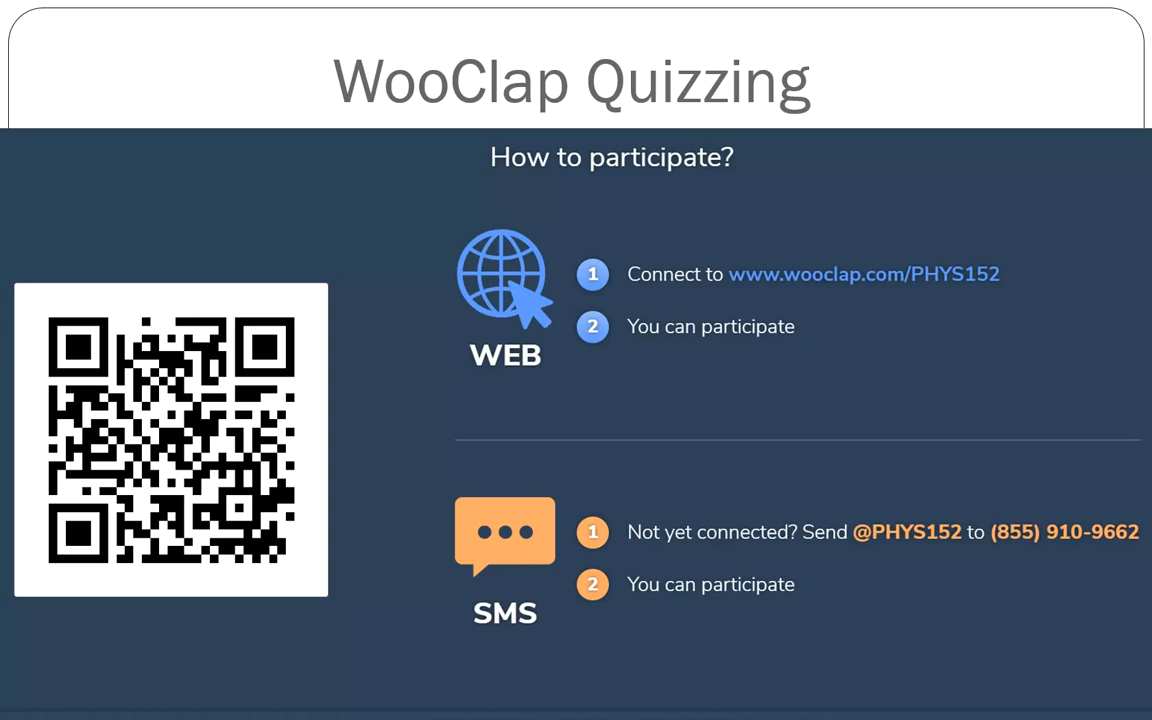 WooClap Quizzing
How to participate?
1 Connect to www.wooclap.com/PHYS152
2 You can participate
WEB
1 Not yet connected? Send @PHYS152 to (855) 910-9662
2 You can participate
SMS